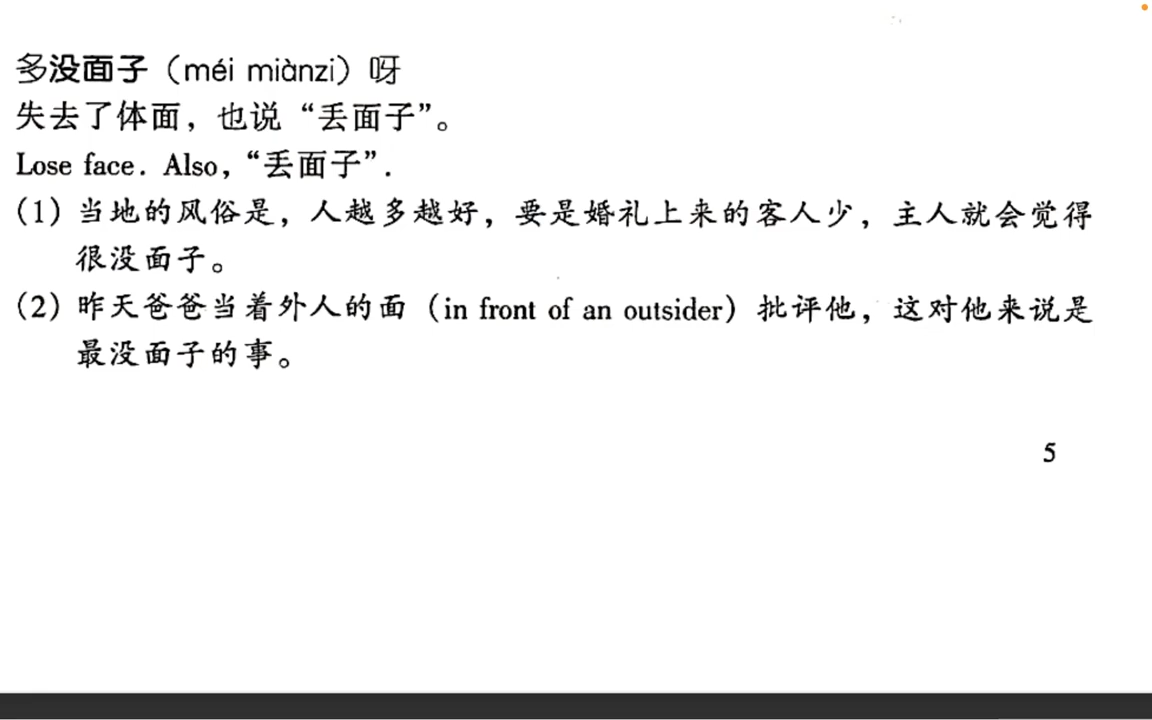 多没面子（méi miànzi）呀
失去了体面，也说“丢面子”。
Lose face. Also, “丢面子”.
（1）当地的风俗是，人越多越好，要是婚礼上来的客人少，主人就会觉得
很没面子。
（2）昨天爸爸当着外人的面（in front of an outsider）批评他，这对他来说是
最没面子的事。
5